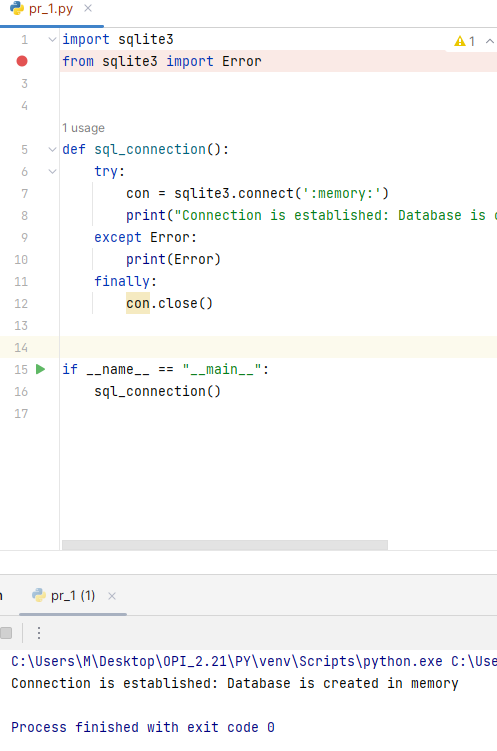 pr_1.py
1 import sqlite3
1
from sqlite3 import Error
3
4
1 usage
5 def sql_connection():
6 try:
7 con = sqlite3.connect(':memory:')
8 print("Connection is established: Database is c
9 except Error:
10 print(Error)
11 finally:
12 con.close()
13
14
15 if __name__ == "__main__":
16 sql_connection()
17
n pr_1 (1)
C:\Users\M\Desktop\OPI_2.21\PY\venv\Scripts\python.exe C:\Use
Connection is established: Database is created in memory
Process finished with exit code 0